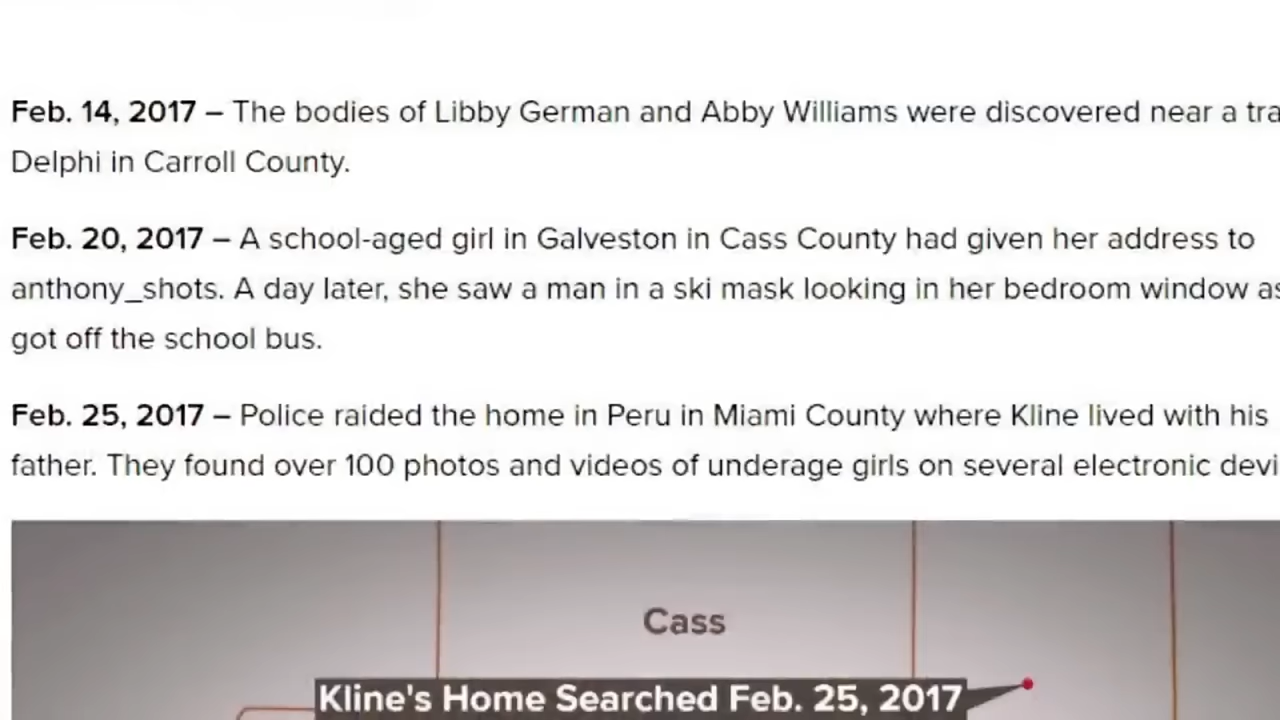 Feb. 14, 2017 – The bodies of Libby German and Abby Williams were discovered near a
Delphi in Carroll County.
Feb. 20, 2017 – A school-aged girl in Galveston in Cass County had given her address to
anthony_shots. A day later, she saw a man in a ski mask looking in her bedroom window
got off the school bus.
Feb. 25, 2017 – Police raided the home in Peru in Miami County where Kline lived with his
father. They found over 100 photos and videos of underage girls on several electronic
Cass
Kline's Home Searched Feb. 25, 2017